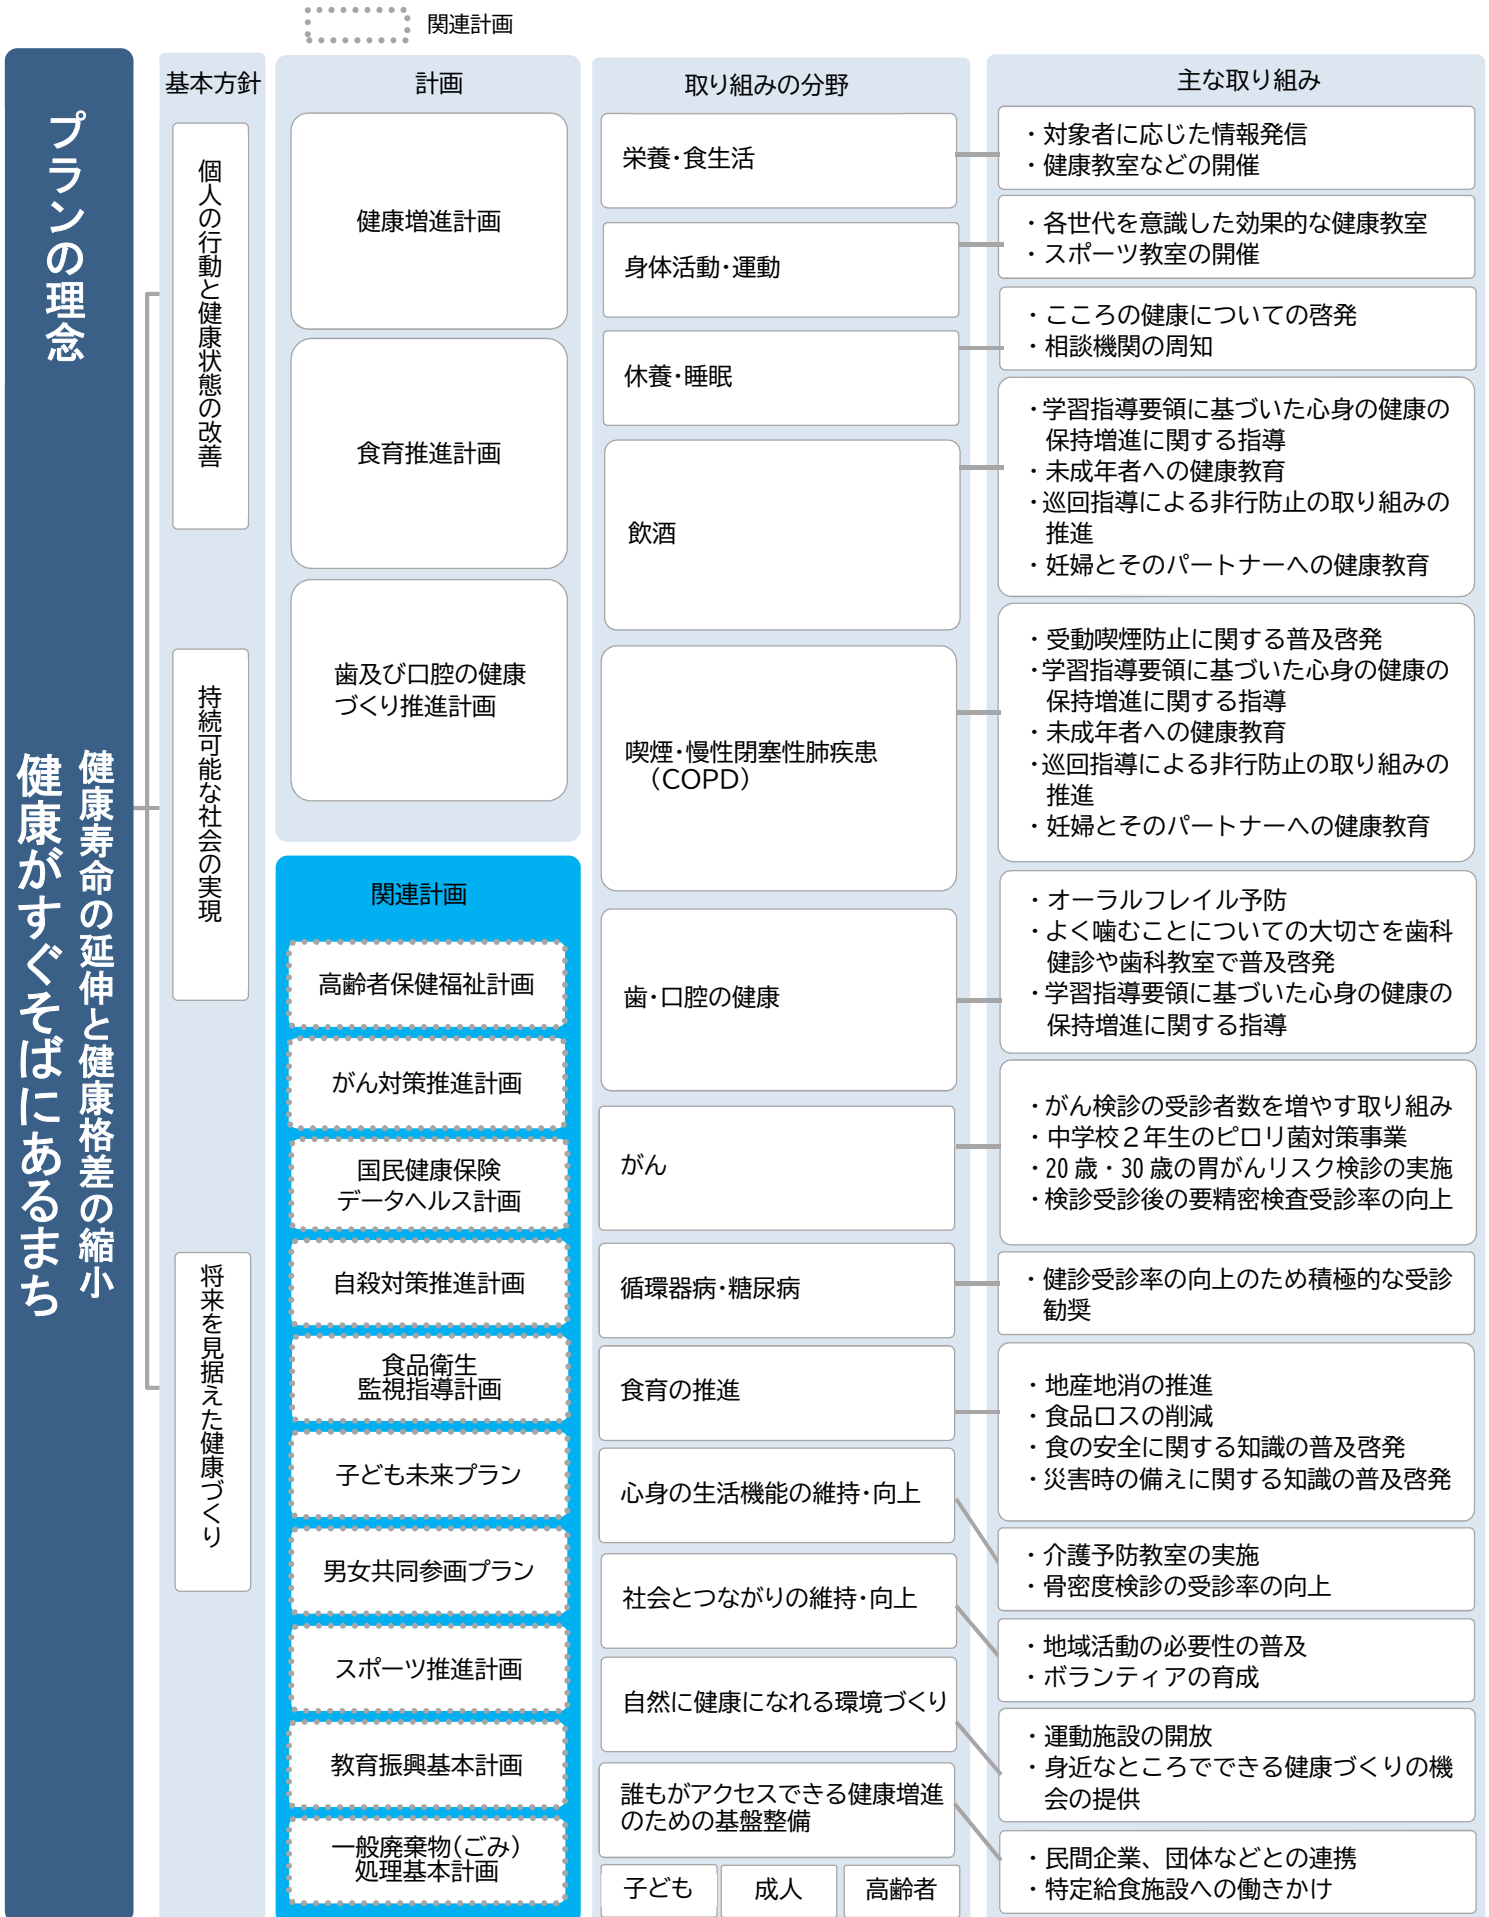 関連計画
プランの理念
健康寿命の延伸と健康格差の縮小
健康がすぐそばにあるまち
基本方針
個人の行動と健康状態の改善
持続可能な社会の実現
将来を見据えた健康づくり
計画
健康増進計画
食育推進計画
歯及び口腔の健康
づくり推進計画
関連計画
高齢者保健福祉計画
がん対策推進計画
国民健康保険
データヘルス計画
自殺対策推進計画
食品衛生
監視指導計画
子ども未来プラン
男女共同参画プラン
スポーツ推進計画
教育振興基本計画
一般廃棄物(ごみ)
処理基本計画
取り組みの分野
栄養・食生活
身体活動・運動
休養・睡眠
飲酒
喫煙・慢性閉塞性肺疾患
(COPD)
歯・口腔の健康
がん
循環器病・糖尿病
食育の推進
心身の生活機能の維持・向上
社会とつながりの維持・向上
自然に健康になれる環境づくり
誰もがアクセスできる健康増進
のための基盤整備
子ども
成人
高齢者
主な取り組み
・対象者に応じた情報発信
・健康教室などの開催
・各世代を意識した効果的な健康教室
・スポーツ教室の開催
・こころの健康についての啓発
・相談機関の周知
・学習指導要領に基づいた心身の健康の
保持増進に関する指導
・未成年者への健康教育
・巡回指導による非行防止の取り組みの
推進
・妊婦とそのパートナーへの健康教育
・受動喫煙防止に関する普及啓発
・学習指導要領に基づいた心身の健康の
保持増進に関する指導
・未成年者への健康教育
・巡回指導による非行防止の取り組みの
推進
・妊婦とそのパートナーへの健康教育
・オーラルフレイル予防
・よく噛むことについての大切さを歯科
健診や歯科教室で普及啓発
・学習指導要領に基づいた心身の健康の
保持増進に関する指導
・がん検診の受診者数を増やす取り組み
・中学校2年生のピロリ菌対策事業
・20歳・30歳の胃がんリスク検診の実施
・検診受診後の要精密検査受診率の向上
・健診受診率の向上のため積極的な受診
勧奨
・地産地消の推進
・食品ロスの削減
・食の安全に関する知識の普及啓発
・災害時の備えに関する知識の普及啓発
・介護予防教室の実施
・骨密度検診の受診率の向上
・地域活動の必要性の普及
・ボランティアの育成
・運動施設の開放
・身近なところでできる健康づくりの機
会の提供
・民間企業、団体などとの連携
・特定給食施設への働きかけ